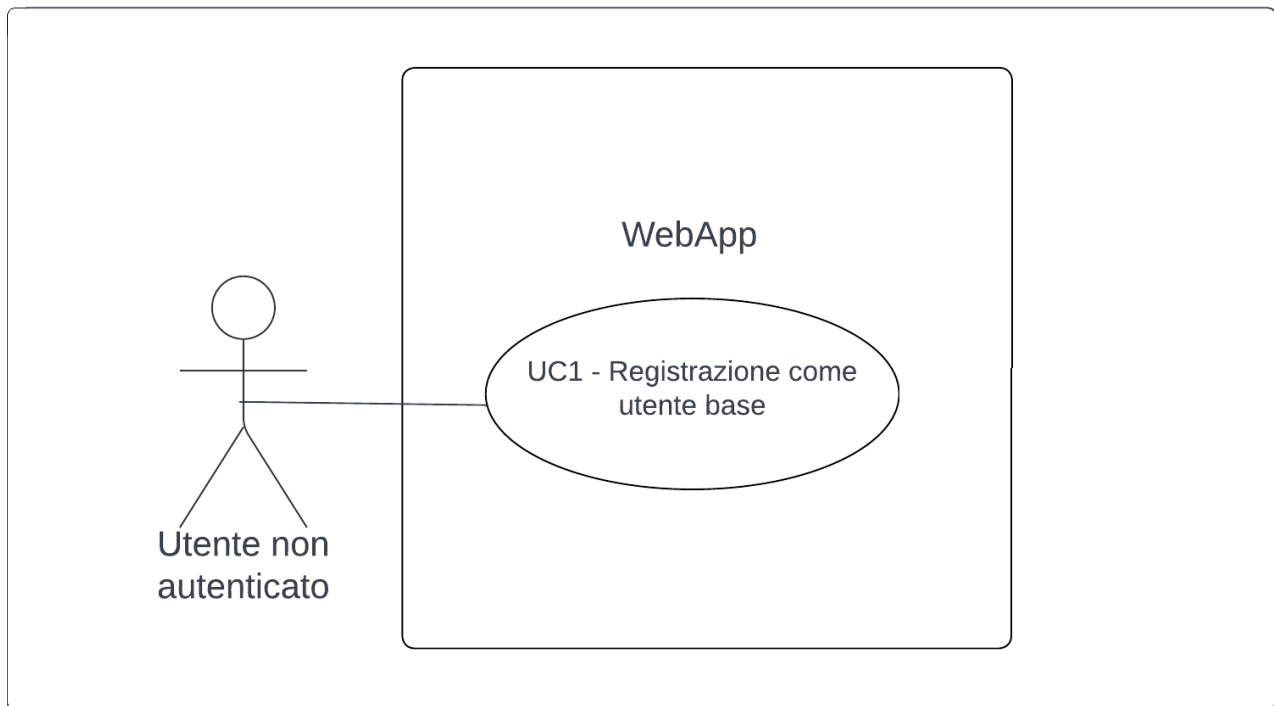 WebApp
UC1 - Registrazione come
utente base
Utente non
autenticato